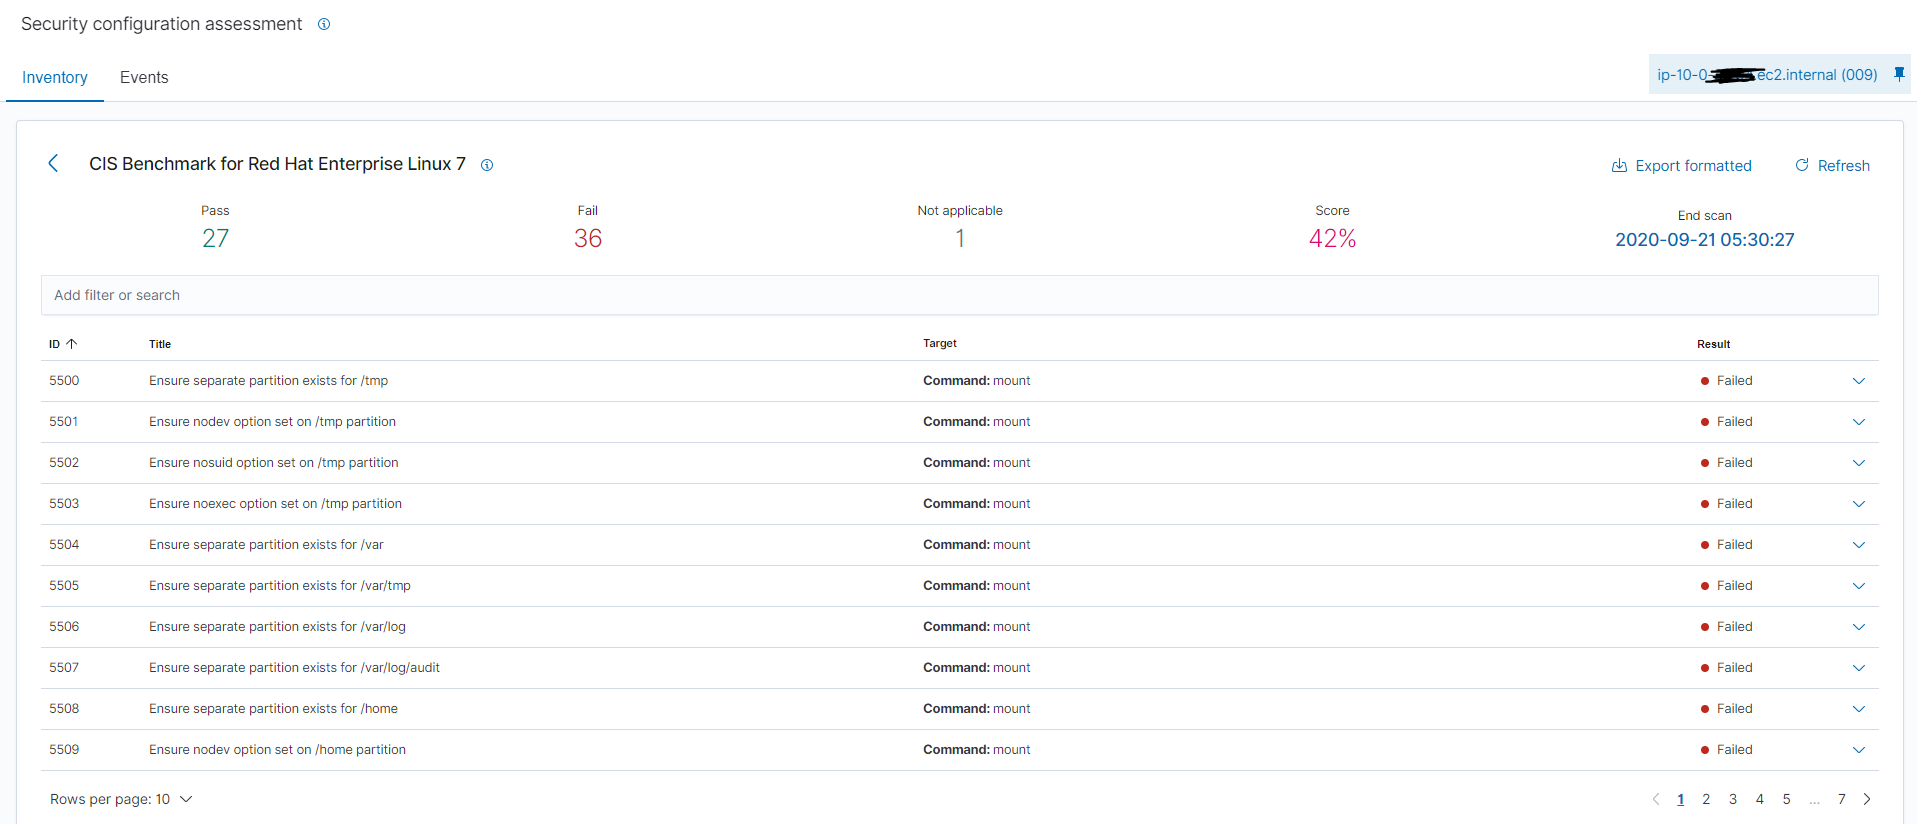 Security configuration assessment
Inventory Events
ip-10-0 ec2.internal (009)
CIS Benchmark for Red Hat Enterprise Linux 7
Export formatted Refresh
Pass Fail Not applicable Score End scan
27 36 1 42% 2020-09-21 05:30:27
Add filter or search
ID Title Target Result
5500 Ensure separate partition exists for /tmp Command: mount Failed
5501 Ensure nodev option set on /tmp partition Command: mount Failed
5502 Ensure nosuid option set on /tmp partition Command: mount Failed
5503 Ensure noexec option set on /tmp partition Command: mount Failed
5504 Ensure separate partition exists for /var Command: mount Failed
5505 Ensure separate partition exists for /var/tmp Command: mount Failed
5506 Ensure separate partition exists for /var/log Command: mount Failed
5507 Ensure separate partition exists for /var/log/audit Command: mount Failed
5508 Ensure separate partition exists for /home Command: mount Failed
5509 Ensure nodev option set on /home partition Command: mount Failed
Rows per page: 10 1 2 3 4 5 ... 7